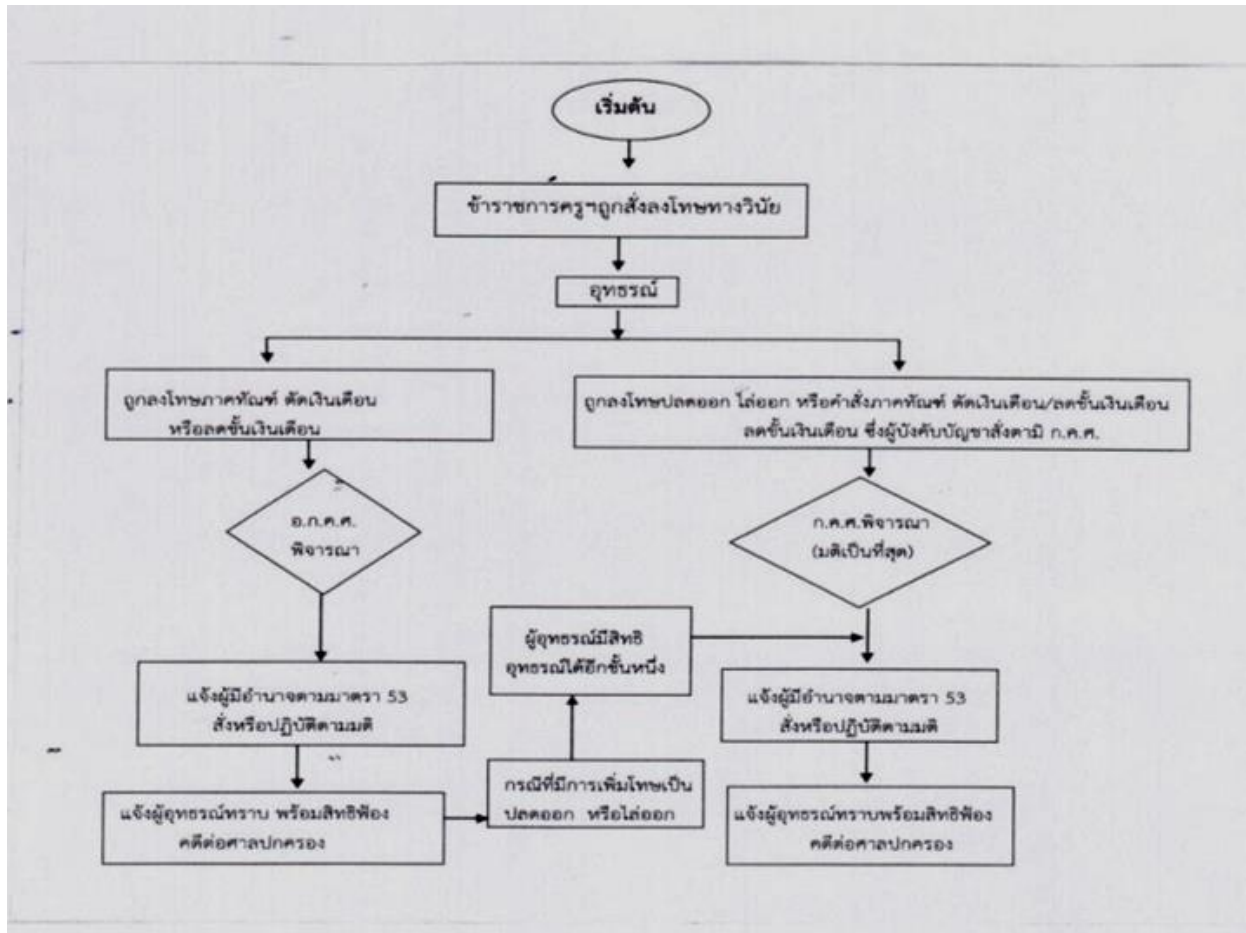 เริ่มต้น
ข้าราชการครูฯถูกสั่งลงโทษทางวินัย
อุทธรณ์
ถูกลงโทษภาคทัณฑ์ ตัดเงินเดือน
หรือลดขั้นเงินเดือน
ถูกลงโทษปลดออก ไล่ออก หรือคำสั่งภาคทัณฑ์ ตัดเงินเดือน/ลดขั้นเงินเดือน
ลดขั้นเงินเดือน ซึ่งผู้บังคับบัญชาสั่งตามิ ก.ค.ศ.
อ.ก.ค.ศ.
พิจารณา
ก.ค.ศ.พิจารณา
(มติเป็นที่สุด)
ผู้อุทธรณ์มีสิทธิ
อุทธรณ์ได้อีกชั้นหนึ่ง
แจ้งผู้มีอำนาจตามมาตรา 53
สั่งหรือปฏิบัติตามมติ
แจ้งผู้มีอำนาจตามมาตรา 53
สั่งหรือปฏิบัติตามมติ
กรณีที่มีการเพิ่มโทษเป็น
ปลดออก หรือไล่ออก
แจ้งผู้อุทธรณ์ทราบ พร้อมสิทธิฟ้อง
คดีต่อศาลปกครอง
แจ้งผู้อุทธรณ์ทราบพร้อมสิทธิฟ้อง
คดีต่อศาลปกครอง